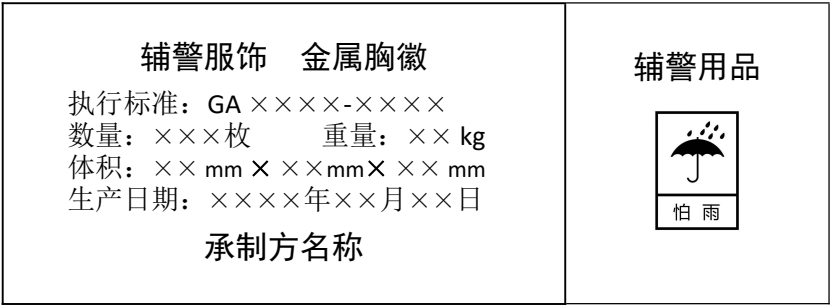 辅警服饰　金属胸徽
执行标准：GA ××××-××××
数量：×××枚　　重量：×× kg
体积：×× mm × ××mm× ×× mm
生产日期：××××年××月××日
承制方名称
辅警用品
怕 雨